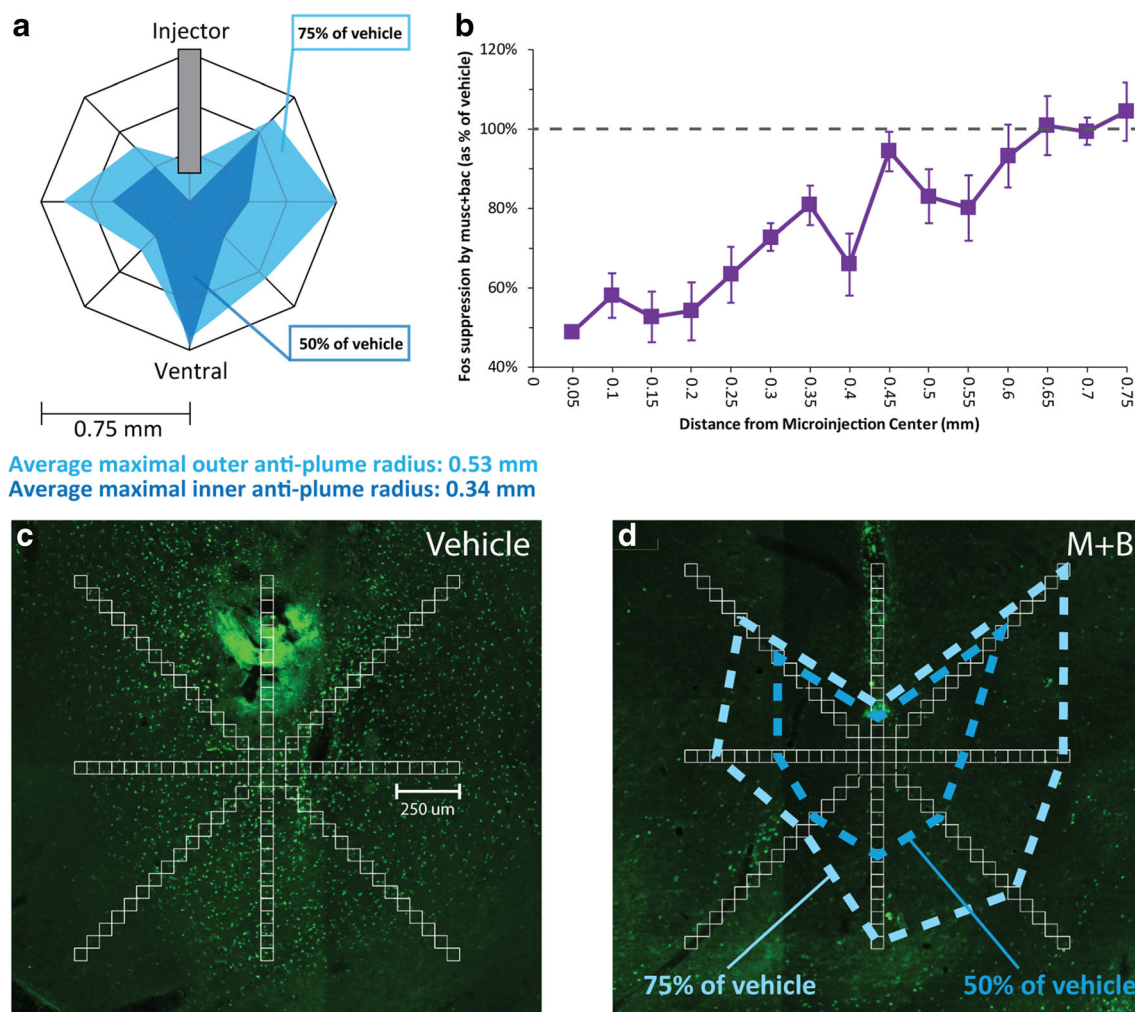 a
Injector
75% of vehicle
50% of vehicle
Ventral
0.75 mm
Average maximal outer anti-plume radius: 0.53 mm
Average maximal inner anti-plume radius: 0.34 mm
b
Fos suppression by musc+bac (as % of vehicle)
120%
100%
80%
60%
40%
0
0.05
0.1
0.15
0.2
0.25
0.3
0.35
0.4
0.45
0.5
0.55
0.6
0.65
0.7
0.75
Distance from Microinjection Center (mm)
c
Vehicle
250 um
d
M+B
75% of vehicle
50% of vehicle